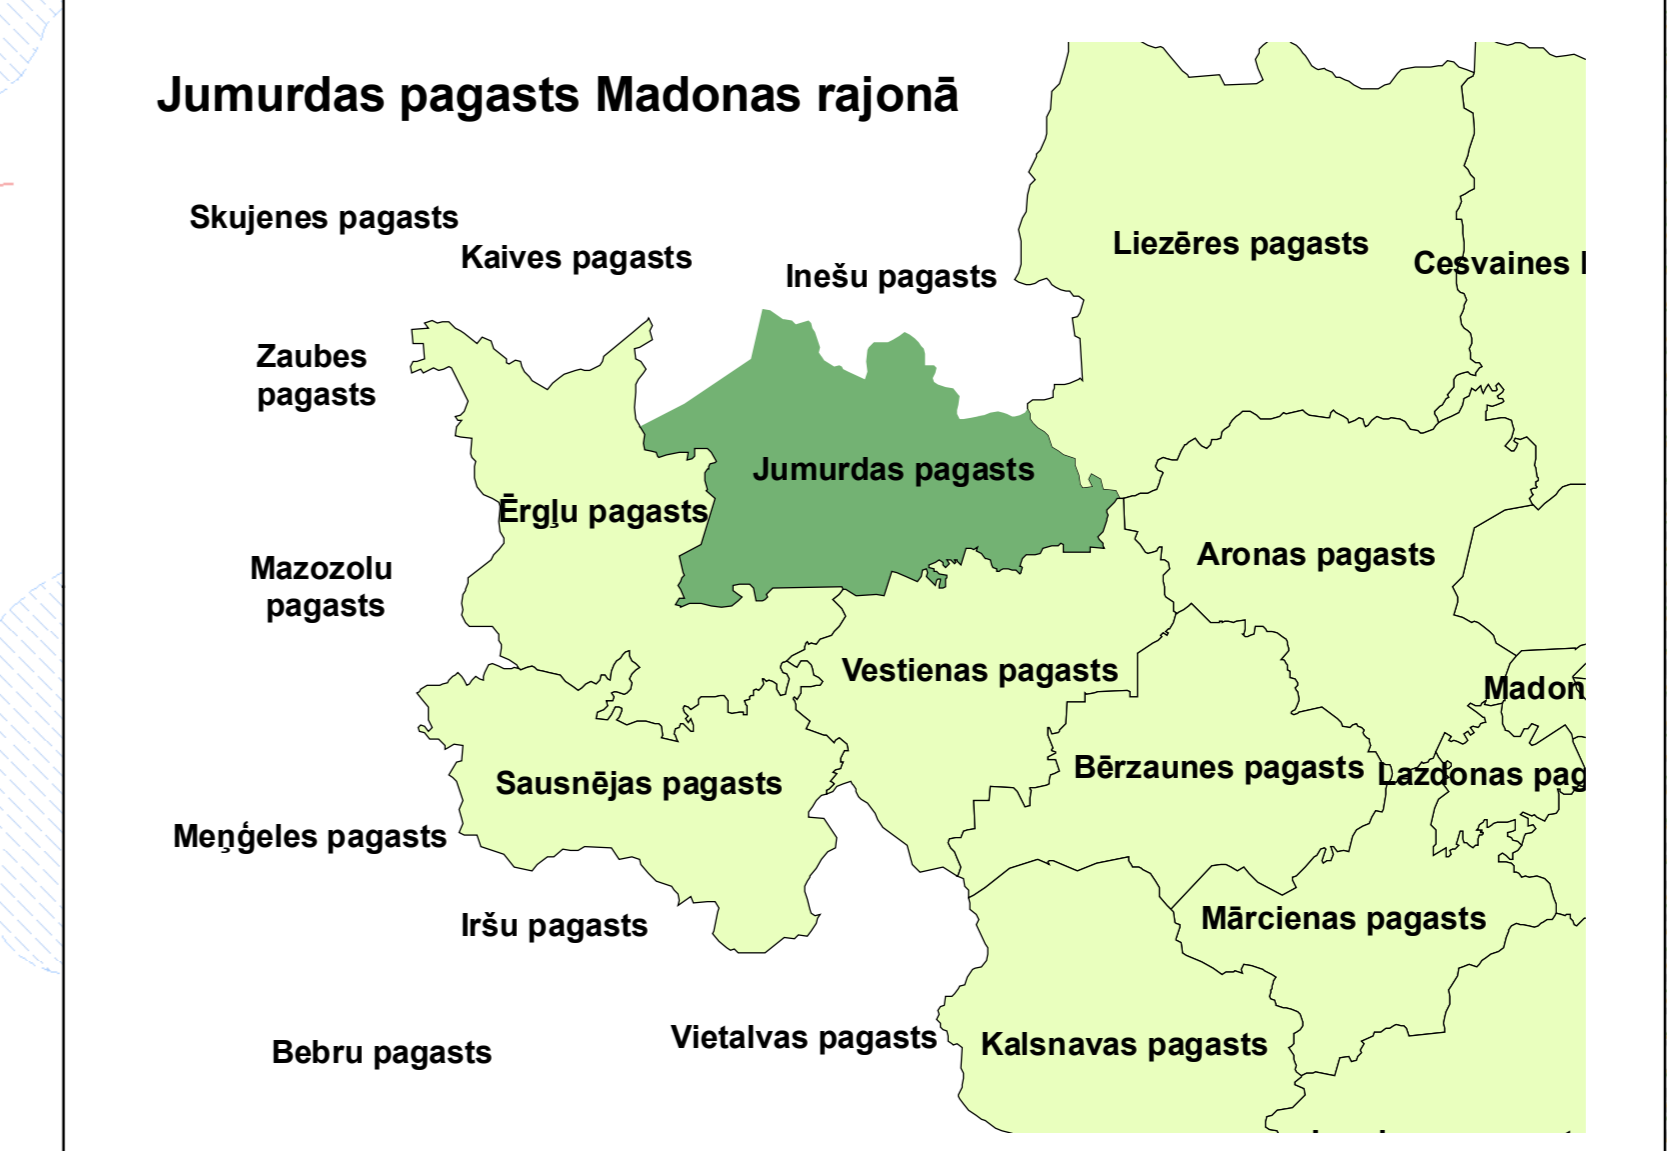 Jumurdas pagasts Madonas rajonā
Skujenes pagasts
Kaives pagasts
Inešu pagasts
Liezēres pagasts
Cesvaines
Zaubes
pagasts
Jumurdas pagasts
Ērgļu pagasts
Aronas pagasts
Mazozolu
pagasts
Vestienas pagasts
Madon
Bērzaunes pagasts
Lazdonas pag
Sausnējas pagasts
Meņģeles pagasts
Iršu pagasts
Mārcienas pagasts
Vietalvas pagasts
Kalsnavas pagasts
Bebru pagasts